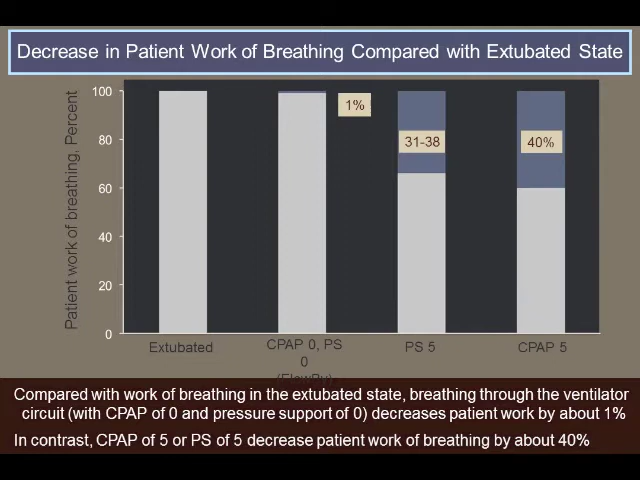 Decrease in Patient Work of Breathing Compared with Extubated State
Patient work of breathing, Percent
100
80
60
40
20
0
1%
31-38
40%
Extubated
CPAP 0, PS
0
PS 5
CPAP 5
Compared with work of breathing in the extubated state, breathing through the ventilator
circuit (with CPAP of 0 and pressure support of 0) decreases patient work by about 1%
In contrast, CPAP of 5 or PS of 5 decrease patient work of breathing by about 40%